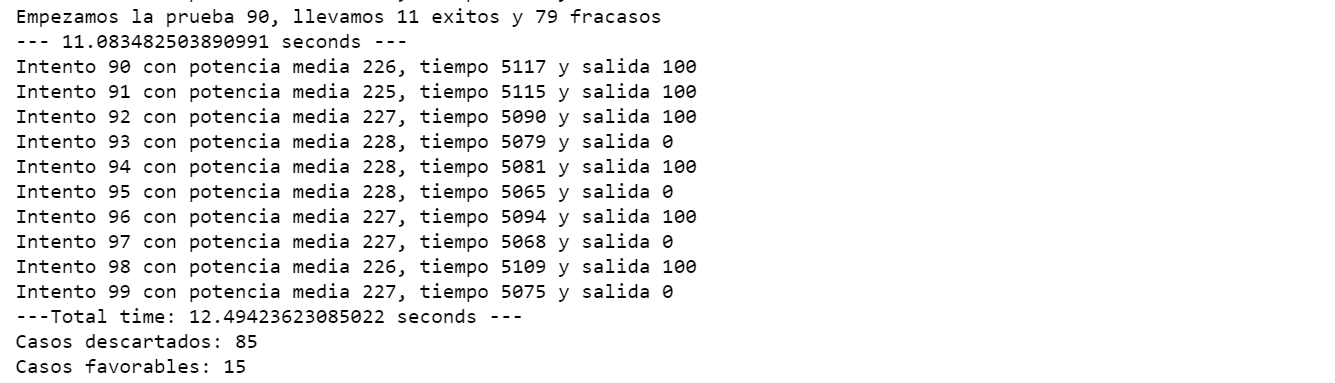 Empezamos la prueba 90, llevamos 11 exitos y 79 fracasos
--- 11.083482503890991 seconds ---
Intento 90 con potencia media 226, tiempo 5117 y salida 100
Intento 91 con potencia media 225, tiempo 5115 y salida 100
Intento 92 con potencia media 227, tiempo 5090 y salida 100
Intento 93 con potencia media 228, tiempo 5079 y salida 0
Intento 94 con potencia media 228, tiempo 5081 y salida 100
Intento 95 con potencia media 228, tiempo 5065 y salida 0
Intento 96 con potencia media 227, tiempo 5094 y salida 100
Intento 97 con potencia media 227, tiempo 5068 y salida 0
Intento 98 con potencia media 226, tiempo 5109 y salida 100
Intento 99 con potencia media 227, tiempo 5075 y salida 0
---Total time: 12.49423623085022 seconds ---
Casos descartados: 85
Casos favorables: 15